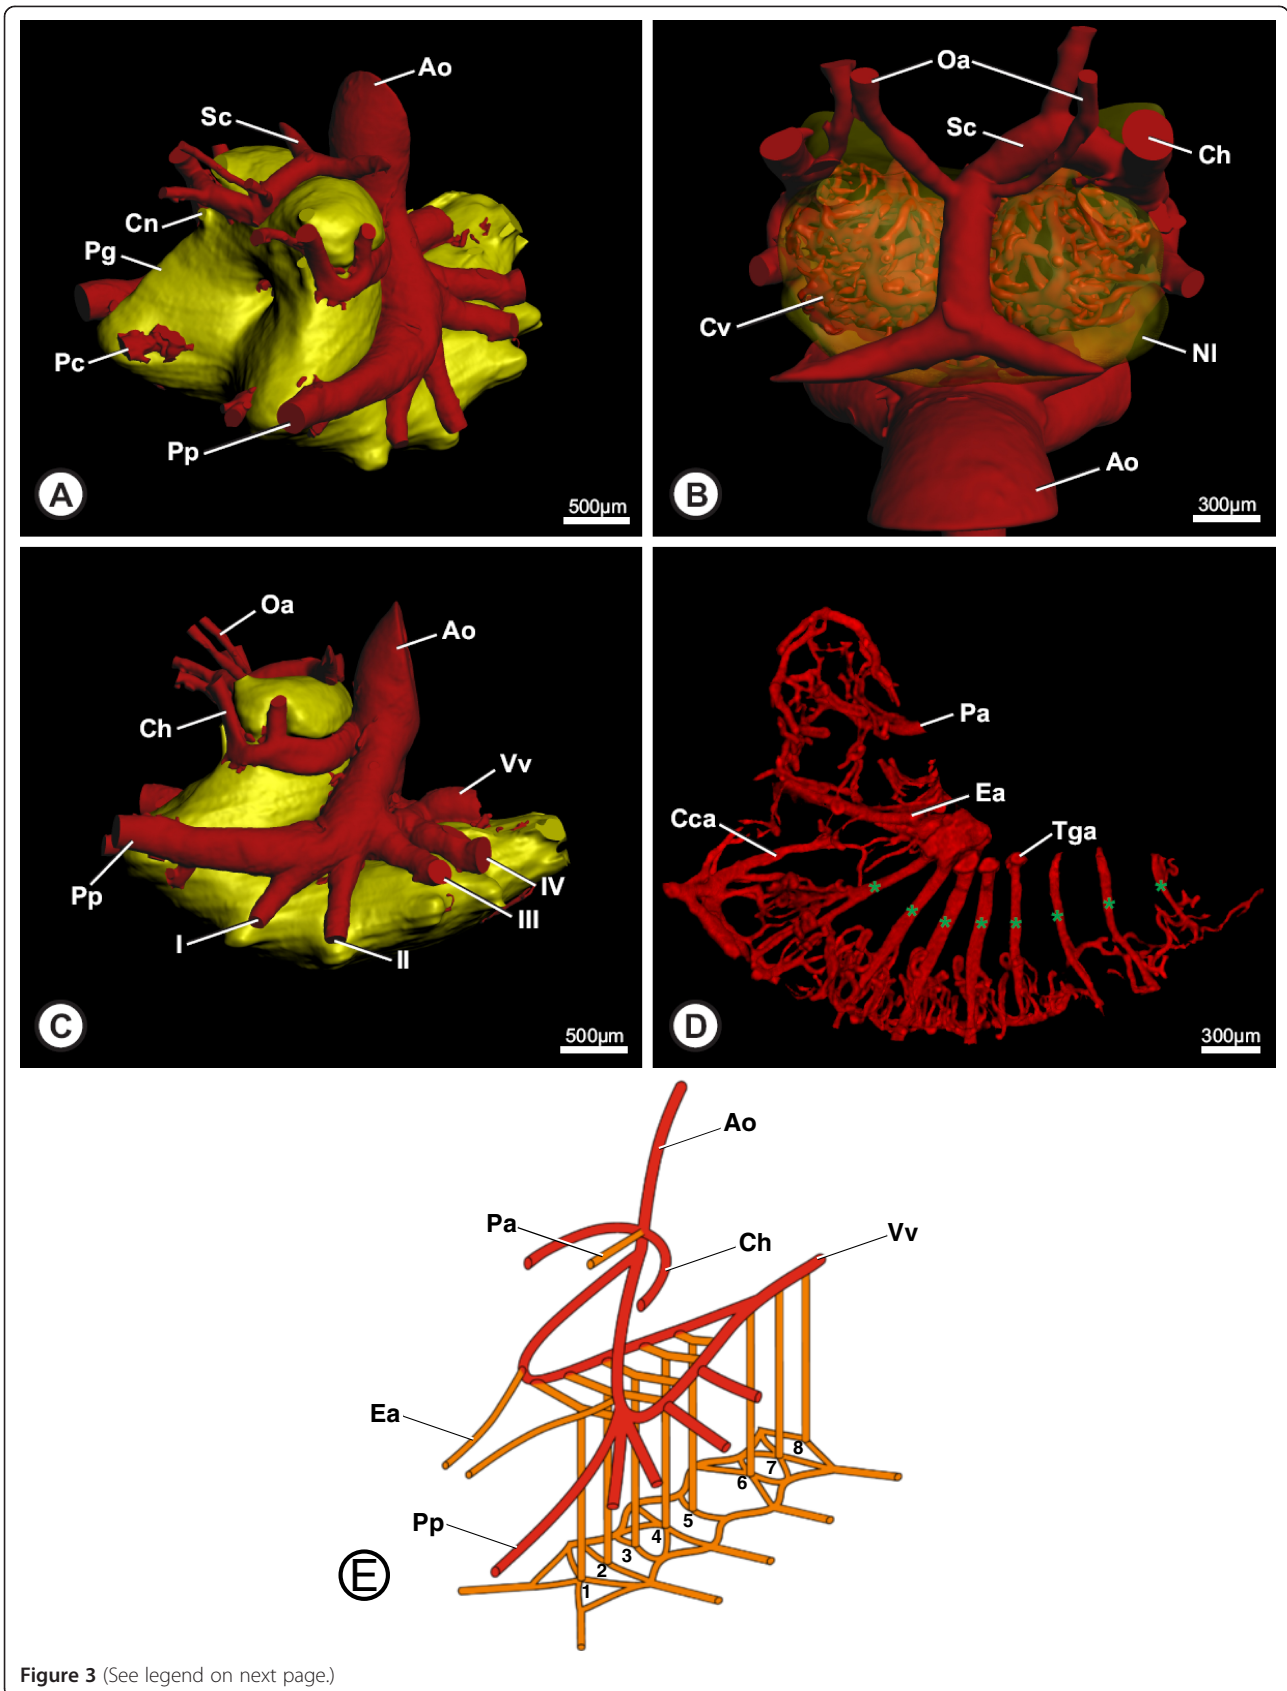 Ao
Sc
Cn
Pg
Pc
Pp
A
500µm
Oa
Sc
Ch
Cv
Nl
Ao
B
300µm
Oa
Ao
Ch
Vv
Pp
IV
III
I
II
C
500µm
Pa
Ea
Cca
Tga
* * * * * * * *
D
300µm
Ao
Pa
Ch
Vv
Ea
Pp
8
7
6
5
4
3
2
1
E
Figure 3 (See legend on next page.)